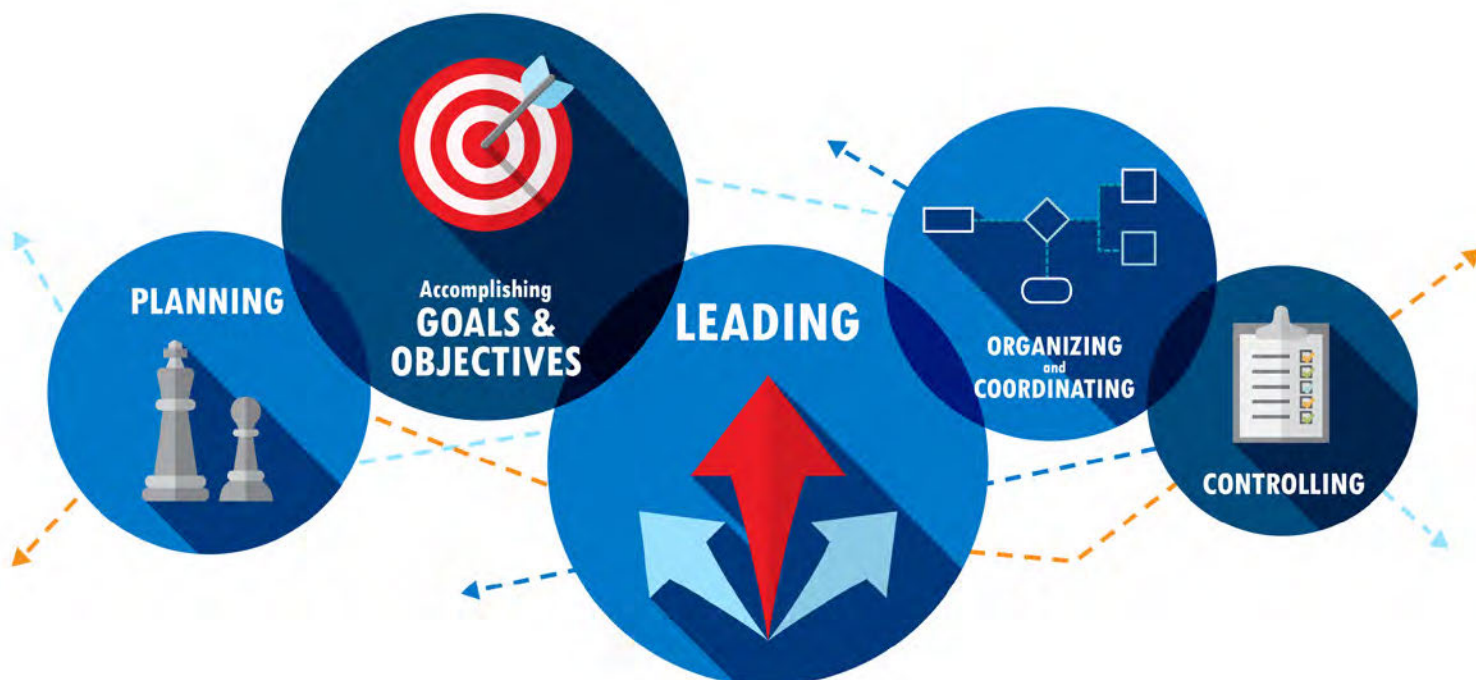 PLANNING
Accomplishing
GOALS &
OBJECTIVES
LEADING
ORGANIZING
and
COORDINATING
CONTROLLING